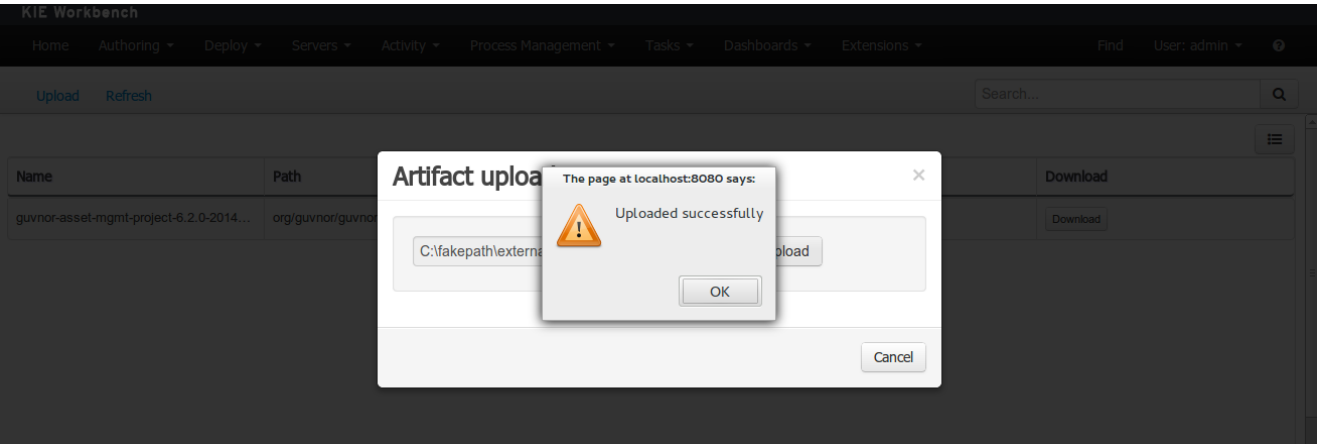 KIE Workbench
Home Authoring Deploy Servers Activity Process Management Tasks Dashboards Extensions Find User: admin
Upload Refresh Search...
Name Path Download
guvnor-asset-mgmt-project-6.2.0-2014... org/guvnor/guvnor Download
Artifact uploa
The page at localhost:8080 says:
Uploaded successfully
C:\fakepath\externa pload
OK
Cancel